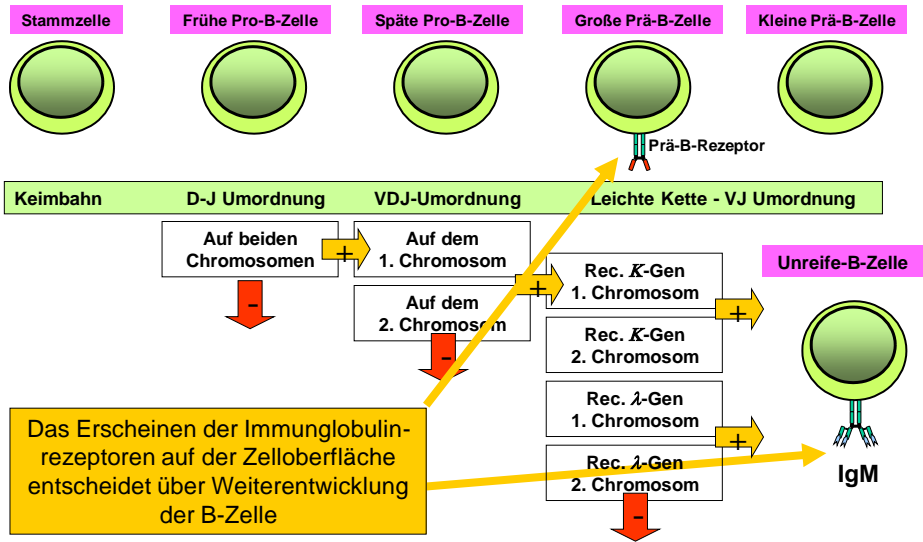 Stammzelle
Frühe Pro-B-Zelle
Späte Pro-B-Zelle
Große Prä-B-Zelle
Kleine Prä-B-Zelle
Prä-B-Rezeptor
Keimbahn
D-J Umordnung
VDJ-Umordnung
Leichte Kette - VJ Umordnung
Auf beiden
Chromosomen
+
-
Auf dem
1. Chromosom
+
Auf dem
2. Chromosom
-
Rec. K-Gen
1. Chromosom
+
Rec. K-Gen
2. Chromosom
Rec. λ-Gen
1. Chromosom
+
Rec. λ-Gen
2. Chromosom
-
Unreife-B-Zelle
IgM
Das Erscheinen der Immunglobulin-
rezeptoren auf der Zelloberfläche
entscheidet über Weiterentwicklung
der B-Zelle